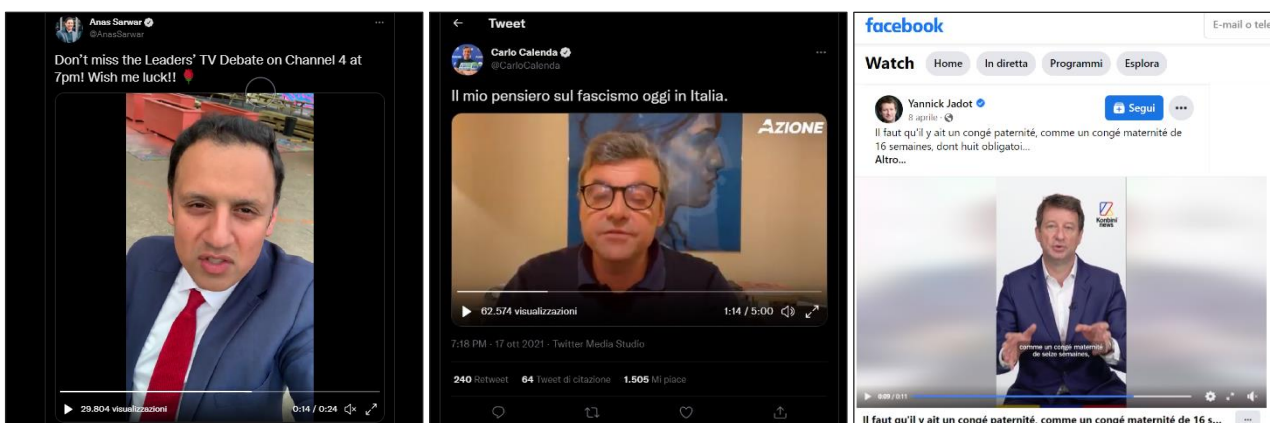 Anas Sarwar
@AnasSarwar
Don't miss the Leaders' TV Debate on Channel 4 at
7pm! Wish me luck!! 🌹
29.804 visualizzazioni
0:14 / 0:24
Tweet
Carlo Calenda
@CarloCalenda
Il mio pensiero sul fascismo oggi in Italia.
AZIONE
62.574 visualizzazioni
1:14 / 5:00
7:18 PM · 17 ott 2021 · Twitter Media Studio
240 Retweet 64 Tweet di citazione 1.505 Mi piace
facebook
E-mail o tele
Watch
Home
In diretta
Programmi
Esplora
Yannick Jadot
8 aprile ·
Segui
Il faut qu'il y ait un congé paternité, comme un congé maternité de
16 semaines, dont huit obligatoi...
Altro...
Konbini
news
comme un congé maternité
de seize semaines,
0:09 / 0:11
Il faut qu'il y ait un congé paternité, comme un congé maternité de 16 s...